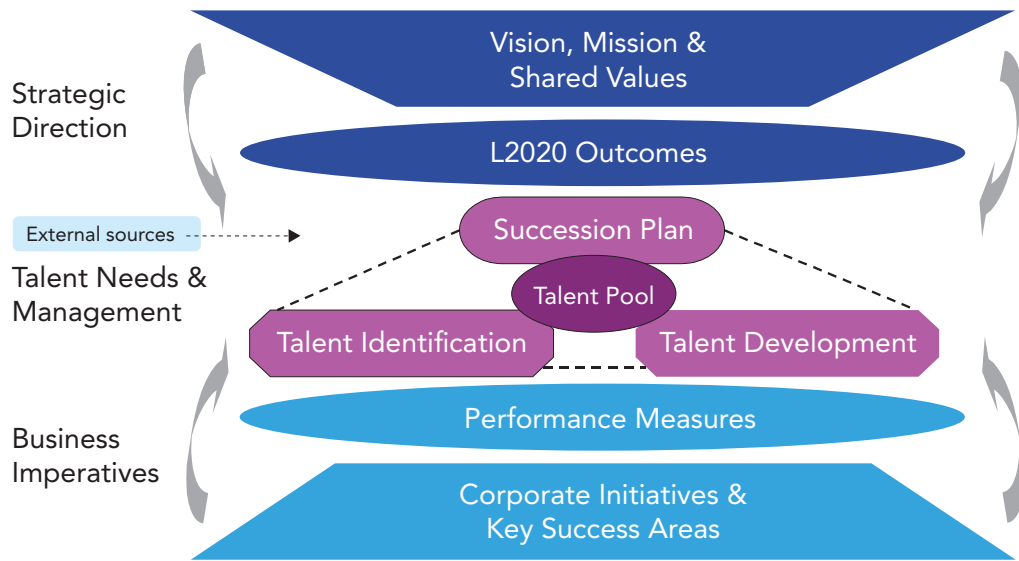 Vision, Mission &
Shared Values
Strategic
Direction
L2020 Outcomes
External sources
Succession Plan
Talent Needs &
Management
Talent Pool
Talent Identification
Talent Development
Performance Measures
Business
Imperatives
Corporate Initiatives &
Key Success Areas